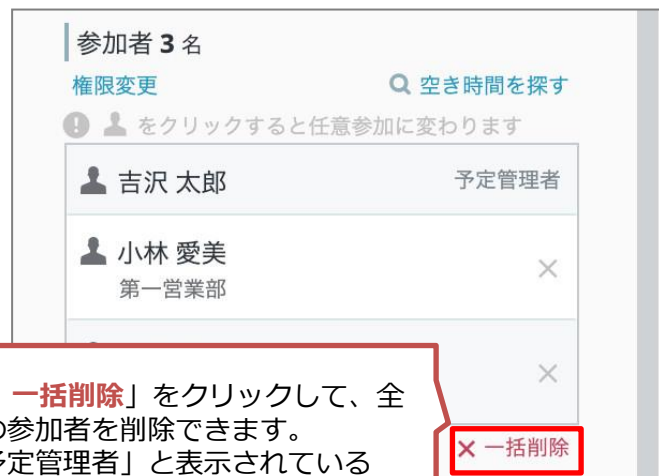 参加者 3 名
権限変更
空き時間を探す
をクリックすると任意参加に変わります
吉沢 太郎
予定管理者
小林 愛美
第一営業部
一括削除」をクリックして、全
の参加者を削除できます。
予定管理者」と表示されている
× 一括削除